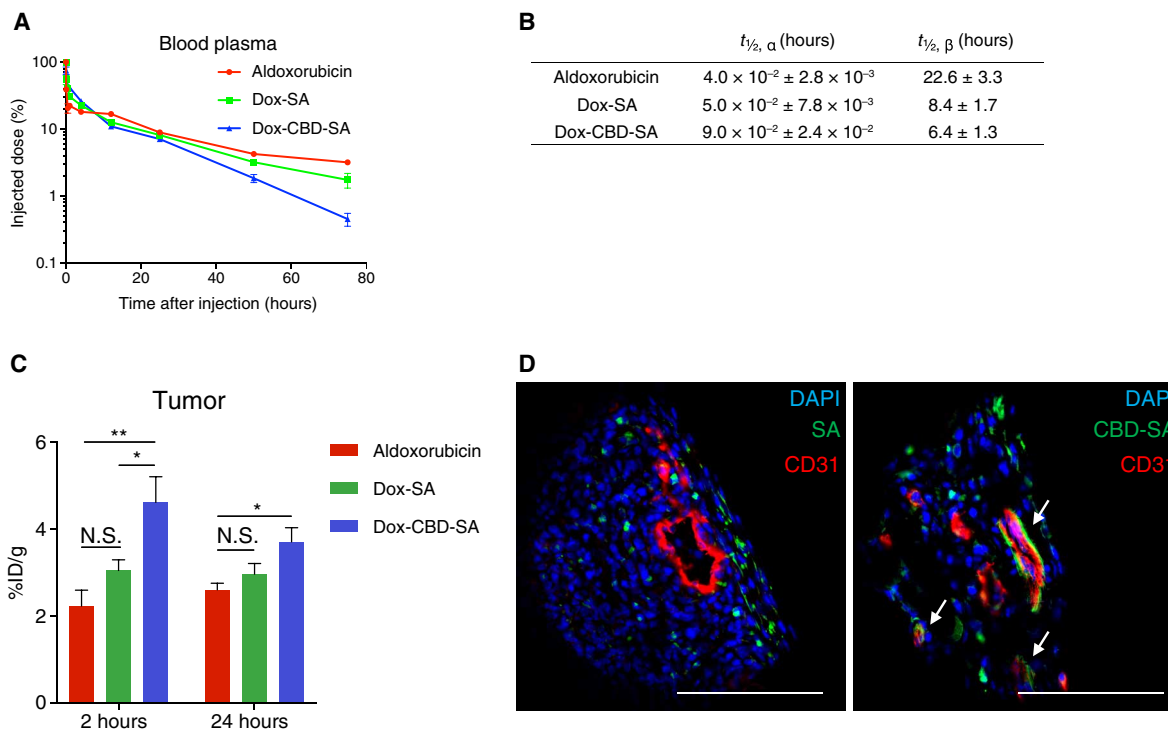 A
Blood plasma
Injected dose (%)
100
10
1
0.1
0 20 40 60 80
Time after injection (hours)
Aldoxorubicin
Dox-SA
Dox-CBD-SA
B
t½, α (hours) t½, β (hours)
Aldoxorubicin 4.0 × 10⁻² ± 2.8 × 10⁻³ 22.6 ± 3.3
Dox-SA 5.0 × 10⁻² ± 7.8 × 10⁻³ 8.4 ± 1.7
Dox-CBD-SA 9.0 × 10⁻² ± 2.4 × 10⁻² 6.4 ± 1.3
C
Tumor
%ID/g
6
4
2
0
**
*
N.S.
*
N.S.
2 hours 24 hours
Aldoxorubicin
Dox-SA
Dox-CBD-SA
D
DAPI
SA
CD31
DAP
CBD-SA
CD31